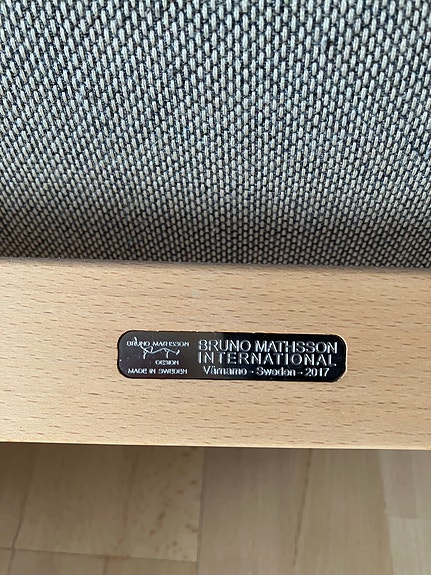 BRUNO MATHSSON
DESIGN
MADE IN SWEDEN
BRUNO MATHSSON
INTERNATIONAL
Värnamo - Sweden - 2017